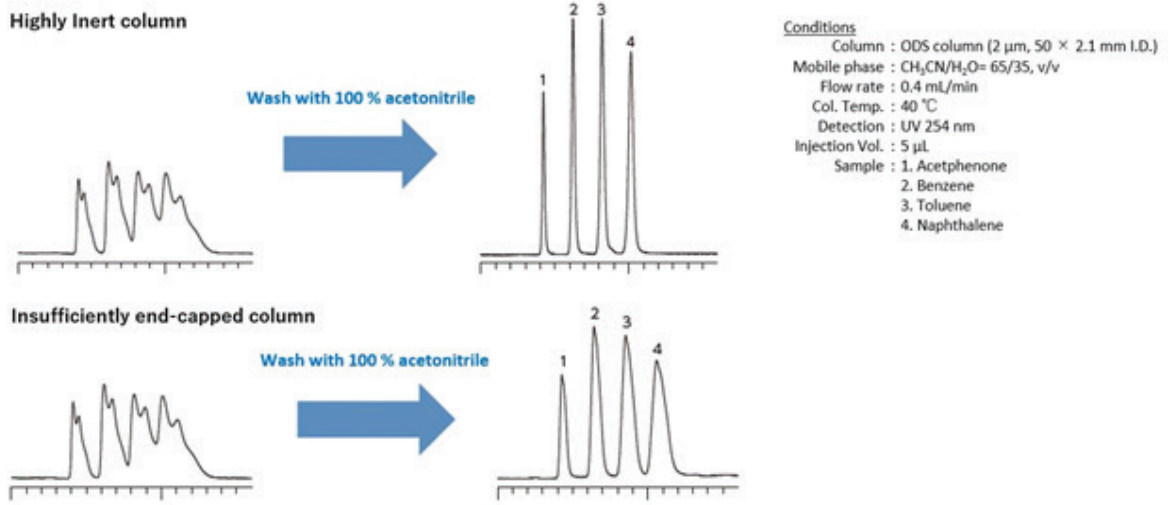 Highly Inert column
Wash with 100 % acetonitrile
1
2
3
4
Conditions
Column : ODS column (2 µm, 50 × 2.1 mm I.D.)
Mobile phase : CH₃CN/H₂O= 65/35, v/v
Flow rate : 0.4 mL/min
Col. Temp. : 40 ℃
Detection : UV 254 nm
Injection Vol. : 5 µL
Sample : 1. Acetphenone
2. Benzene
3. Toluene
4. Naphthalene
Insufficiently end-capped column
Wash with 100 % acetonitrile
1
2
3
4